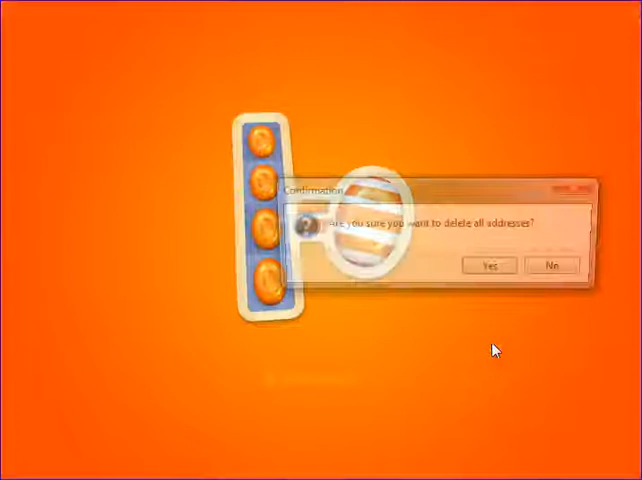 Confirmation
Are you sure you want to delete all addresses?
Yes
No